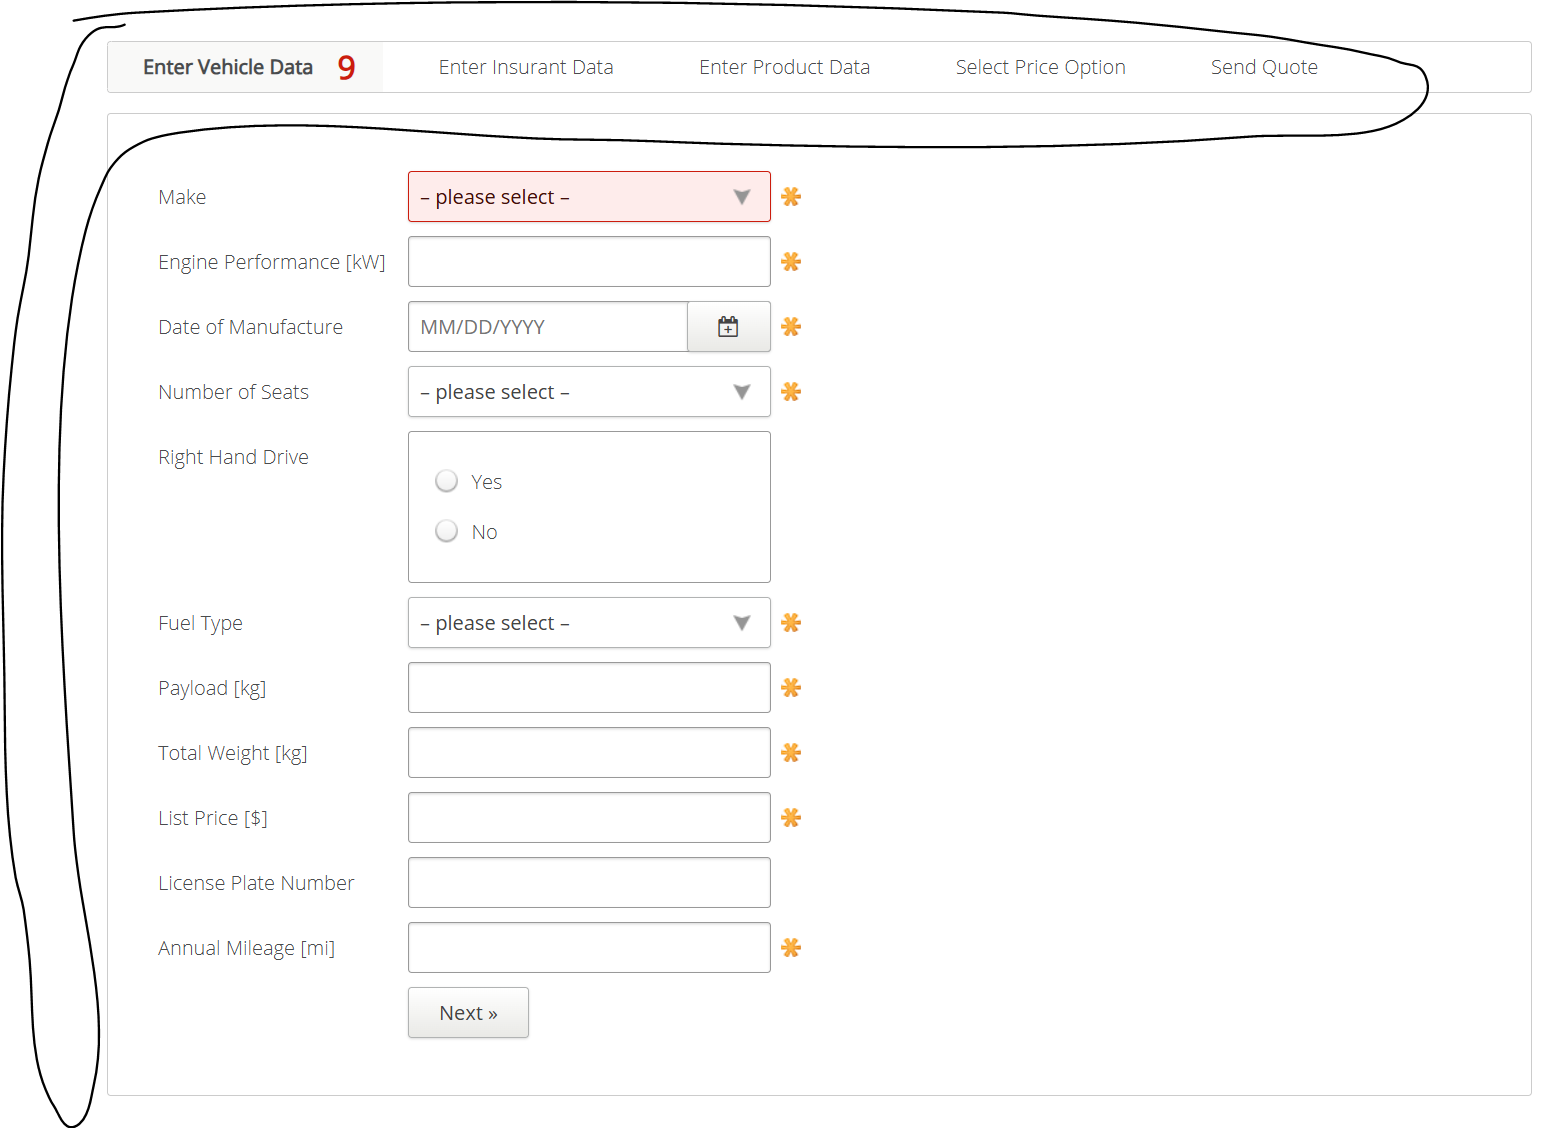 Enter Vehicle Data 9 Enter Insurant Data Enter Product Data Select Price Option Send Quote
Make – please select –
Engine Performance [kW]
Date of Manufacture MM/DD/YYYY
Number of Seats – please select –
Right Hand Drive
Yes
No
Fuel Type – please select –
Payload [kg]
Total Weight [kg]
List Price [$]
License Plate Number
Annual Mileage [mi]
Next »